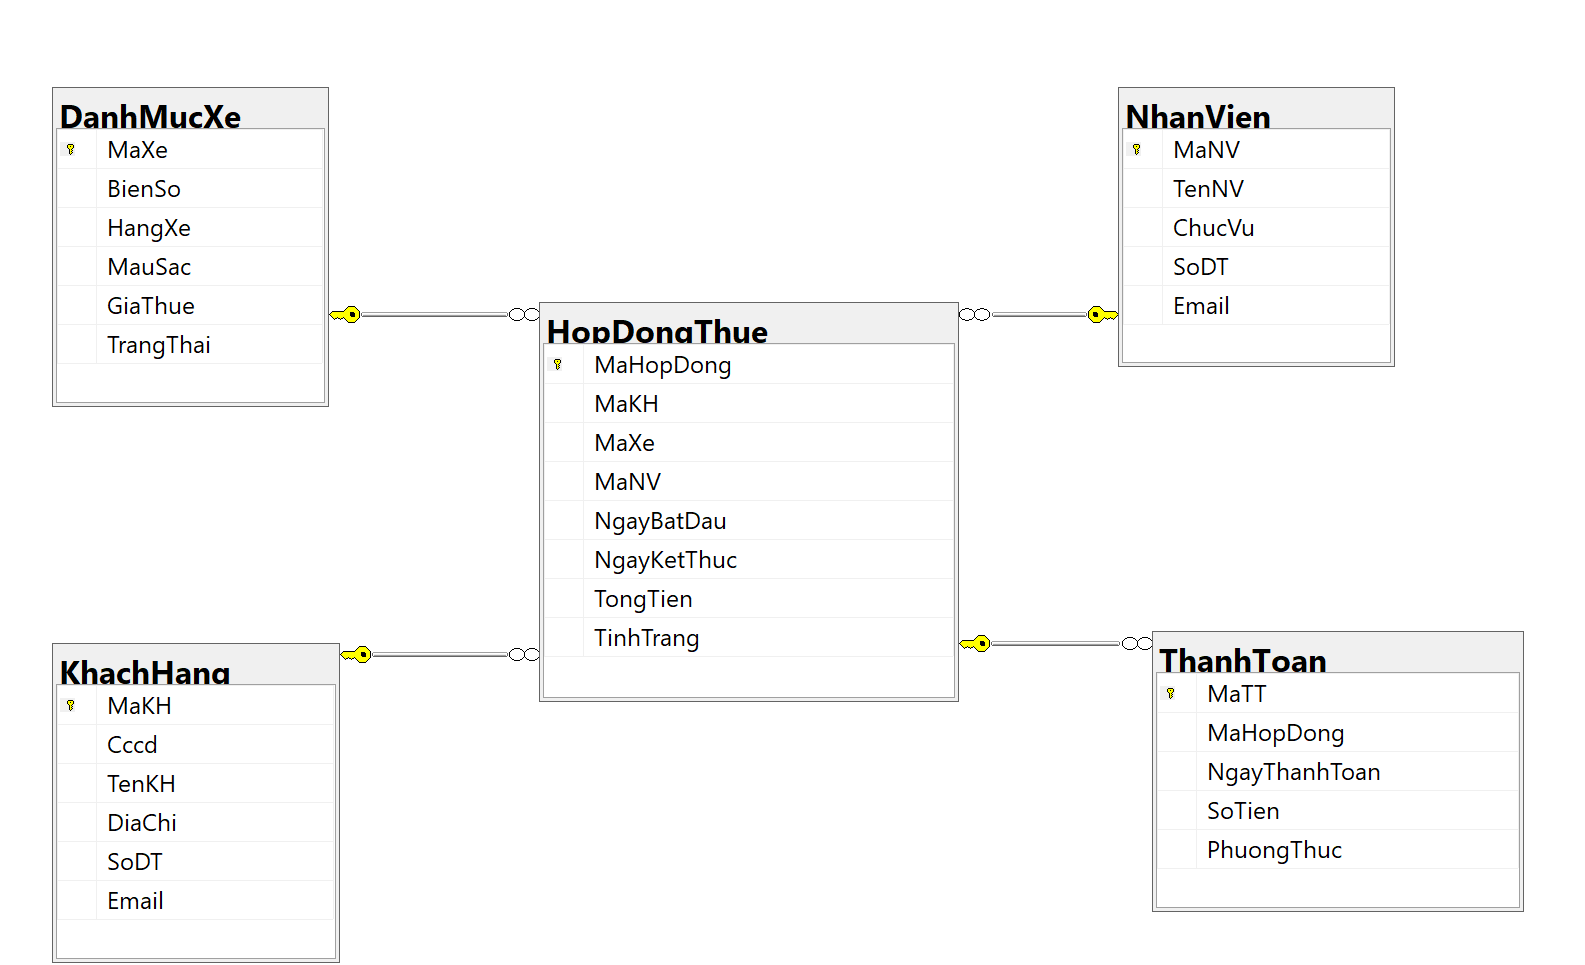 DanhMucXe
MaXe
BienSo
HangXe
MauSac
GiaThue
TrangThai
NhanVien
MaNV
TenNV
ChucVu
SoDT
Email
HopDongThue
MaHopDong
MaKH
MaXe
MaNV
NgayBatDau
NgayKetThuc
TongTien
TinhTrang
KhachHang
MaKH
Cccd
TenKH
DiaChi
SoDT
Email
ThanhToan
MaTT
MaHopDong
NgayThanhToan
SoTien
PhuongThuc